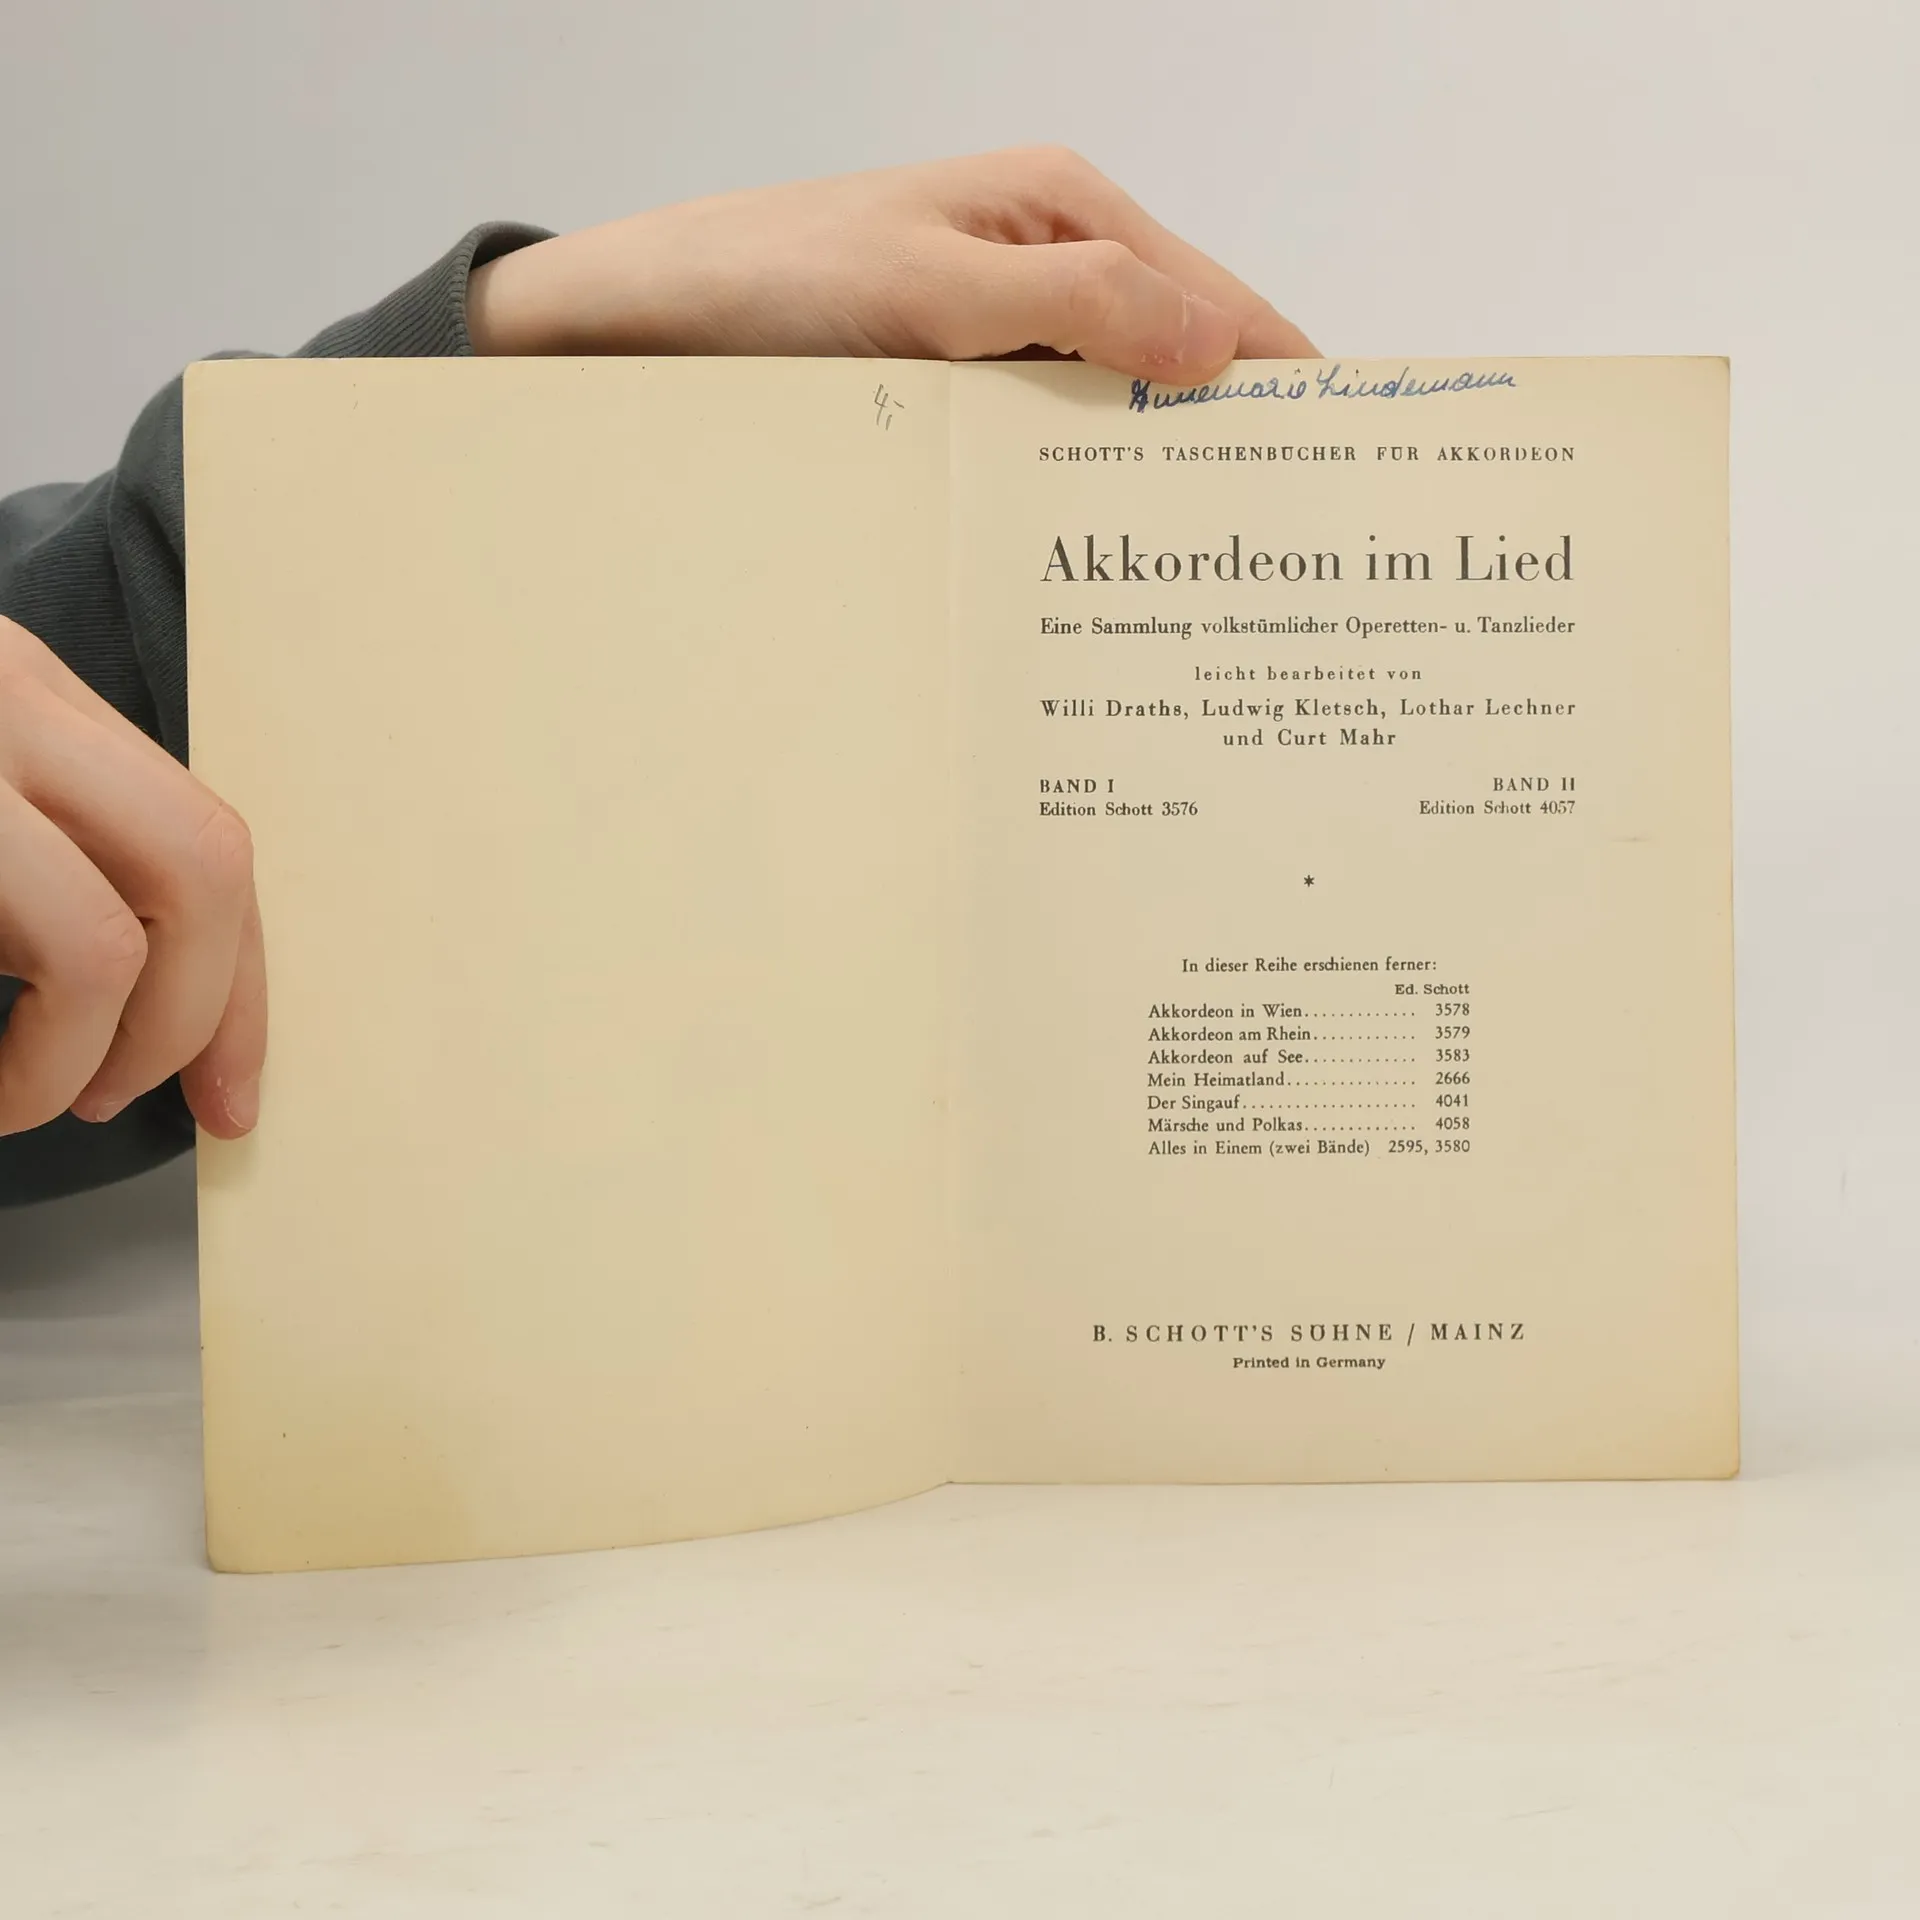 4,-
Annemarie Lindemann
SCHOTT'S TASCHENBÜCHER FÜR AKKORDEON
Akkordeon im Lied
Eine Sammlung volkstümlicher Operetten- u. Tanzlieder
leicht bearbeitet von
Willi Draths, Ludwig Kletsch, Lothar Lechner
und Curt Mahr
BAND I BAND II
Edition Schott 3576 Edition Schott 4057
*
In dieser Reihe erschienen ferner:
Ed. Schott
Akkordeon in Wien............. 3578
Akkordeon am Rhein............ 3579
Akkordeon auf See............. 3583
Mein Heimatland............... 2666
Der Singauf.................... 4041
Märsche und Polkas............. 4058
Alles in Einem (zwei Bände) 2595, 3580
B. SCHOTT'S SÖHNE / MAINZ
Printed in Germany